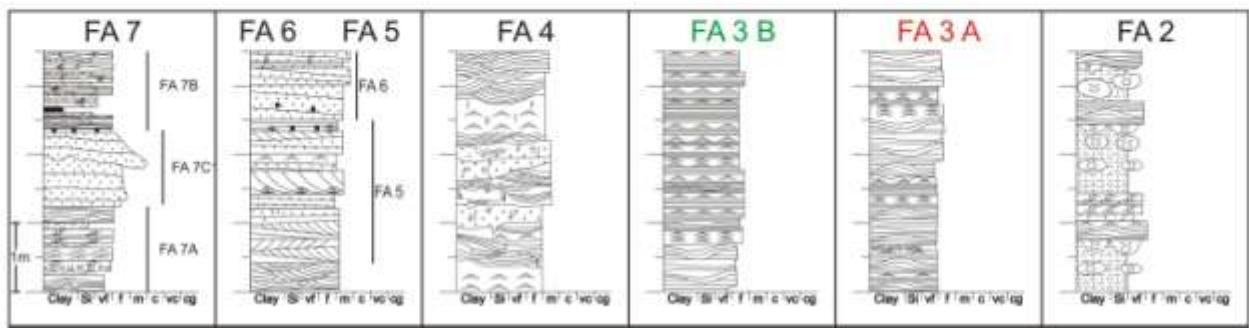 FA 7
FA 6 FA 5
FA 4
FA 3 B
FA 3 A
FA 2
FA 7B
FA 7C
FA 7A
1m
FA 6
FA 5
Clay Si vf f m c vc cg
Clay Si vf f m c vc cg
Clay Si vf f m c vc cg
Clay Si vf f m c vc cg
Clay Si vf f m c vc cg
Clay Si vf f m c vc cg